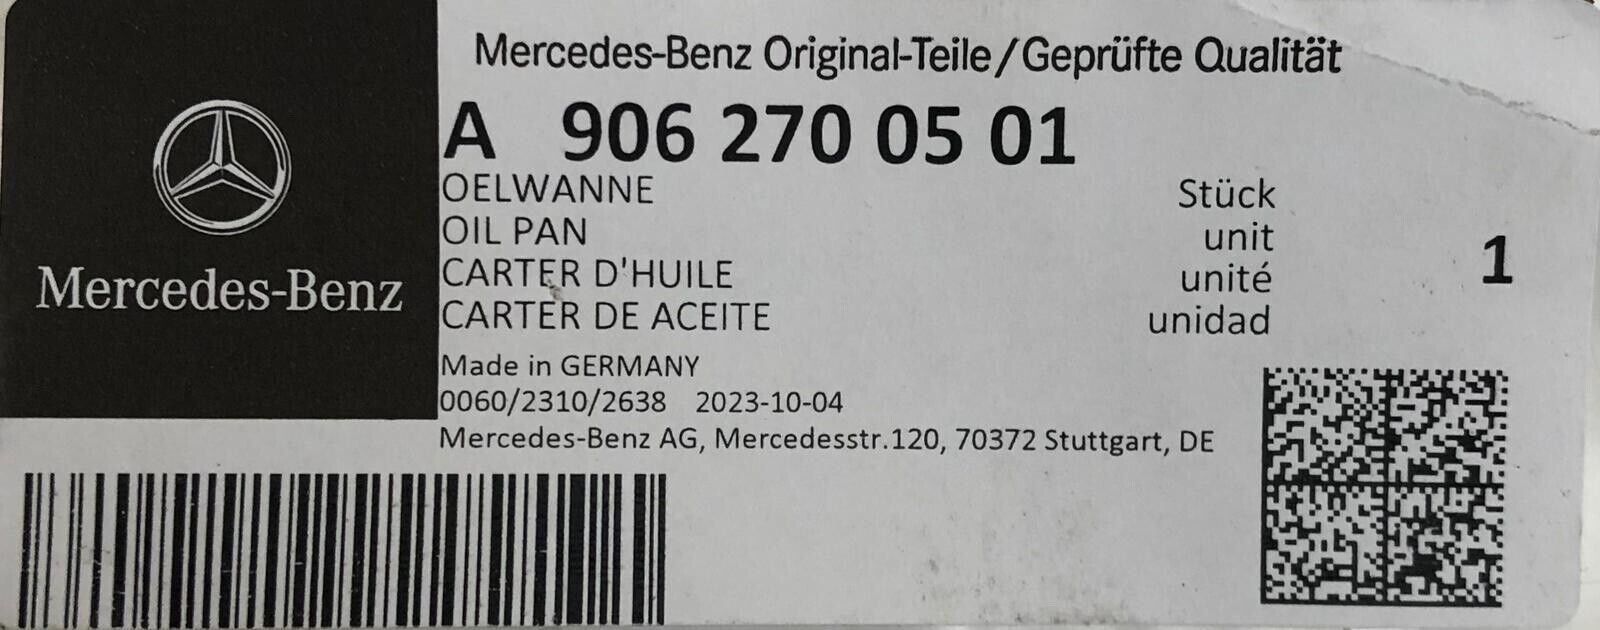 Mercedes-Benz Original-Teile/Geprüfte Qualität
A 906 270 05 01
OELWANNE
OIL PAN
CARTER D'HUILE
CARTER DE ACEITE
Stück
unit
unité
unidad
1
Mercedes-Benz
Made in GERMANY
0060/2310/2638 2023-10-04
Mercedes-Benz AG, Mercedesstr.120, 70372 Stuttgart, DE